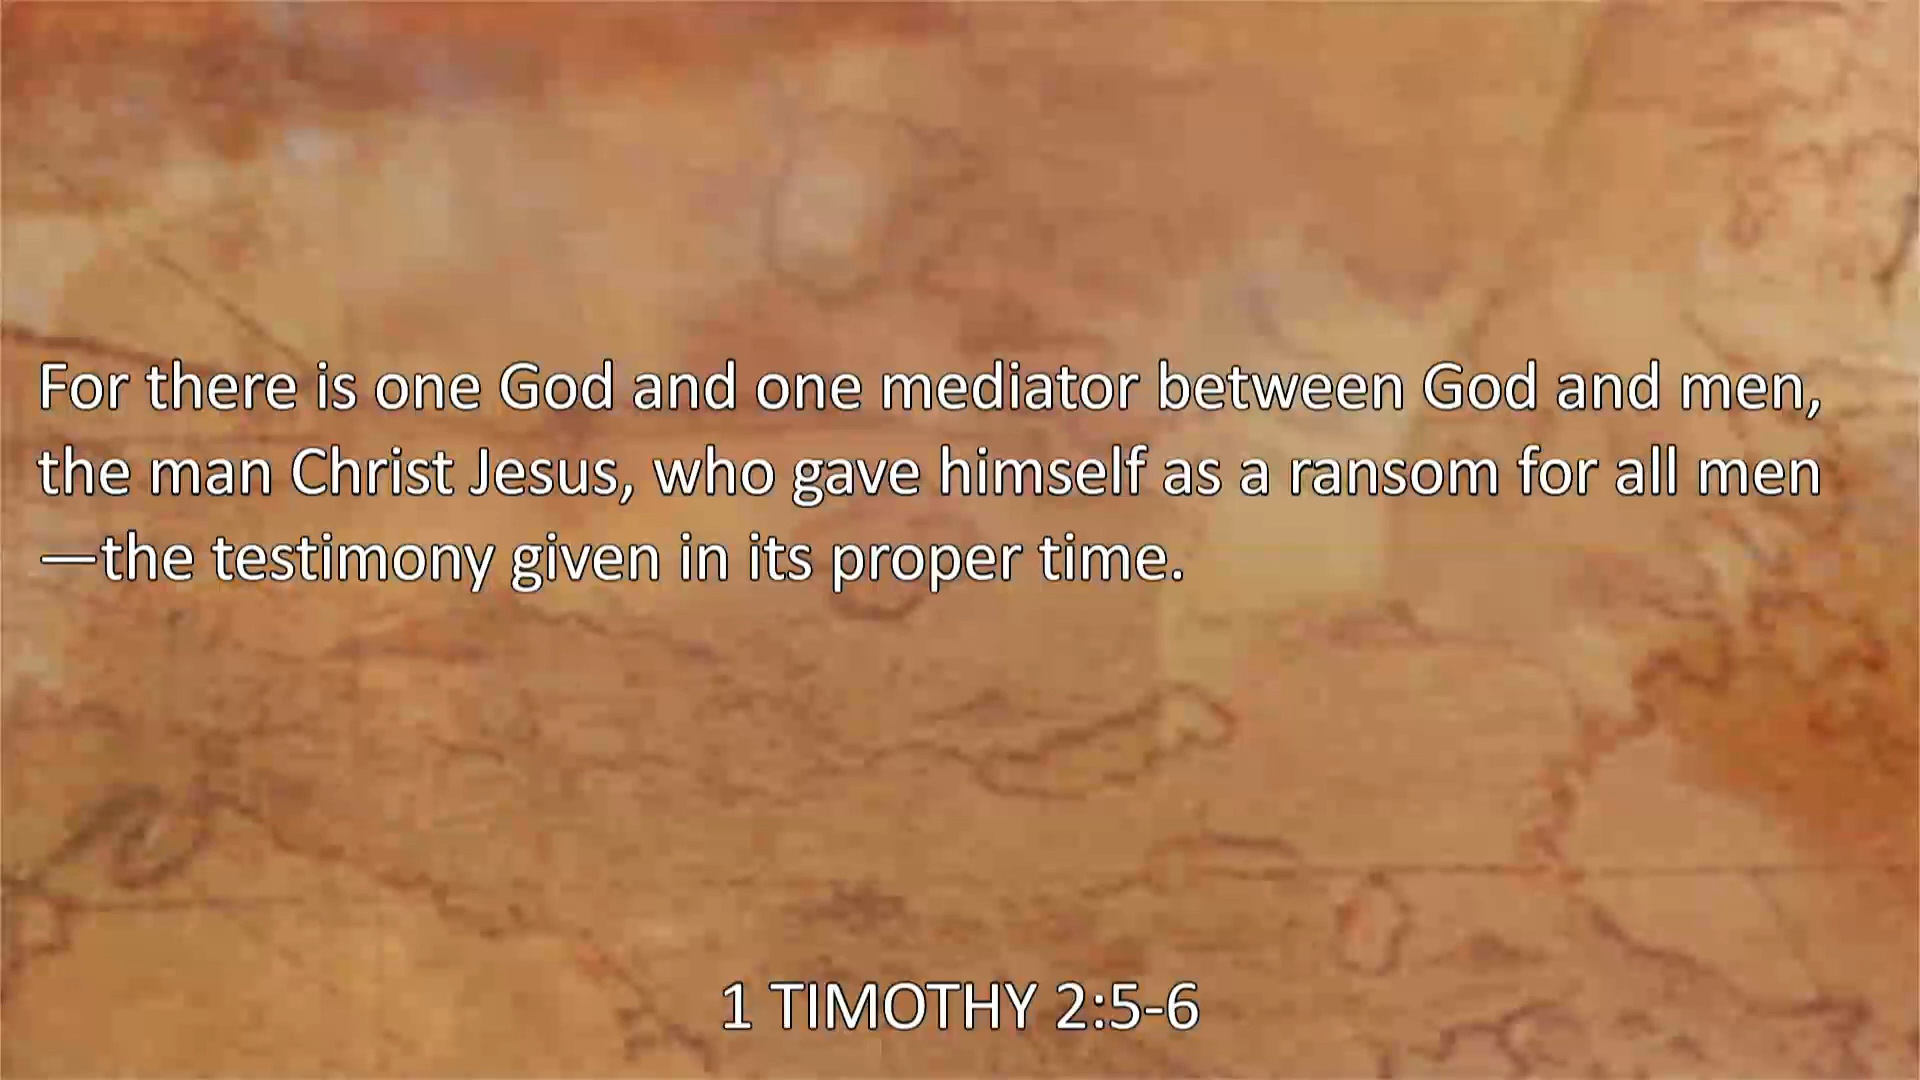 For there is one God and one mediator between God and men,
the man Christ Jesus, who gave himself as a ransom for all men
—the testimony given in its proper time.
1 TIMOTHY 2:5-6